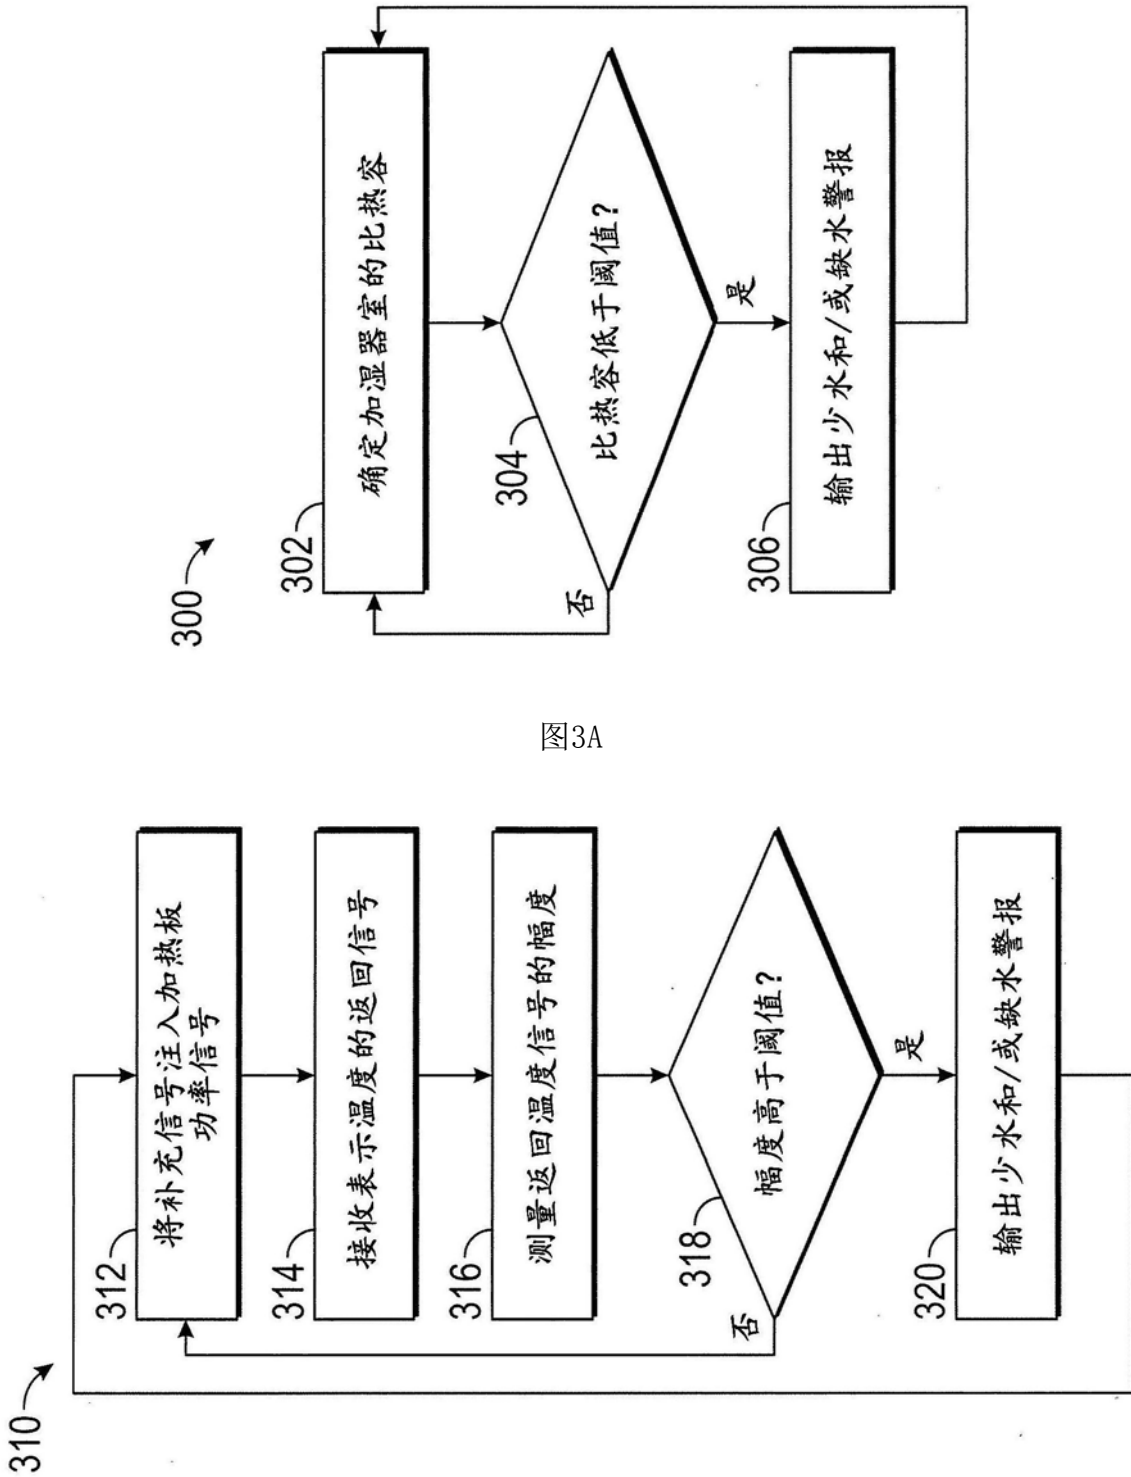 300
302
确定加湿器室的比热容
304
比热容低于阈值?
否
是
306
输出少水和/或缺水警报
图3A
310
312
将补充信号注入加热板
功率信号
314
接收表示温度的返回信号
316
测量返回温度信号的幅度
318
幅度高于阈值?
否
是
320
输出少水和/或缺水警报